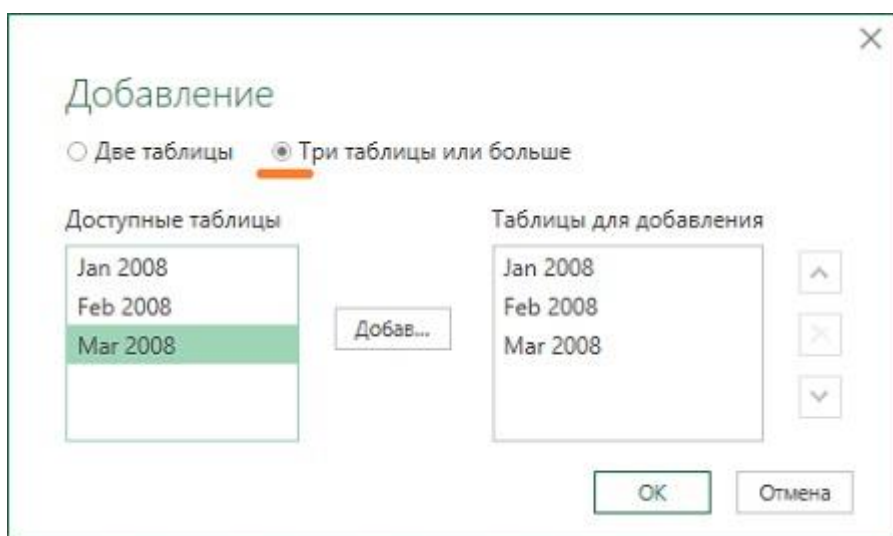 Добавление
Две таблицы Три таблицы или больше
Доступные таблицы Таблицы для добавления
Jan 2008 Jan 2008
Feb 2008 Feb 2008
Добав...
Mar 2008 Mar 2008
OK Отмена